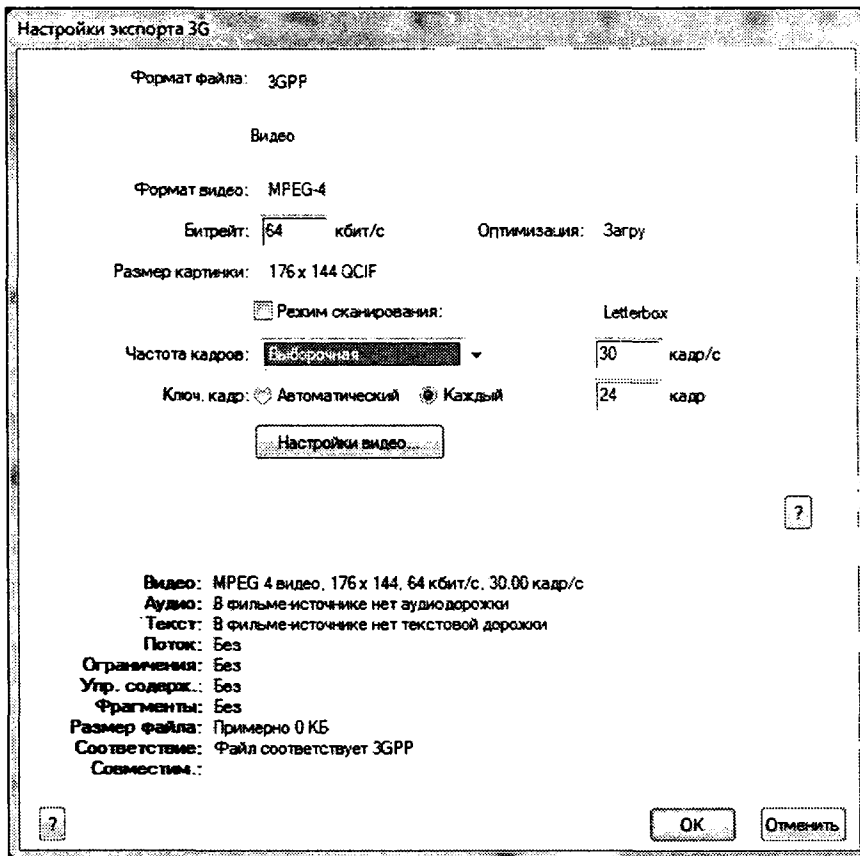 Настройки экспорта 3G
Формат файла: 3GPP
Видео
Формат видео: MPEG-4
Битрейт: 64 кбит/с Оптимизация: Загру
Размер картинки: 176 x 144 QCIF
Режим сканирования: Letterbox
Частота кадров: Выборочная 30 кадр/с
Ключ. кадр: Автоматический Каждый 24 кадр
Настройки видео...
?
Видео: MPEG 4 видео, 176 x 144, 64 кбит/с, 30.00 кадр/с
Аудио: В фильме-источнике нет аудиодорожки
Текст: В фильме-источнике нет текстовой дорожки
Поток: Без
Ограничения: Без
Упр. содерж.: Без
Фрагменты: Без
Размер файла: Примерно 0 КБ
Соответствие: Файл соответствует 3GPP
Совместим.:
? OK Отменить